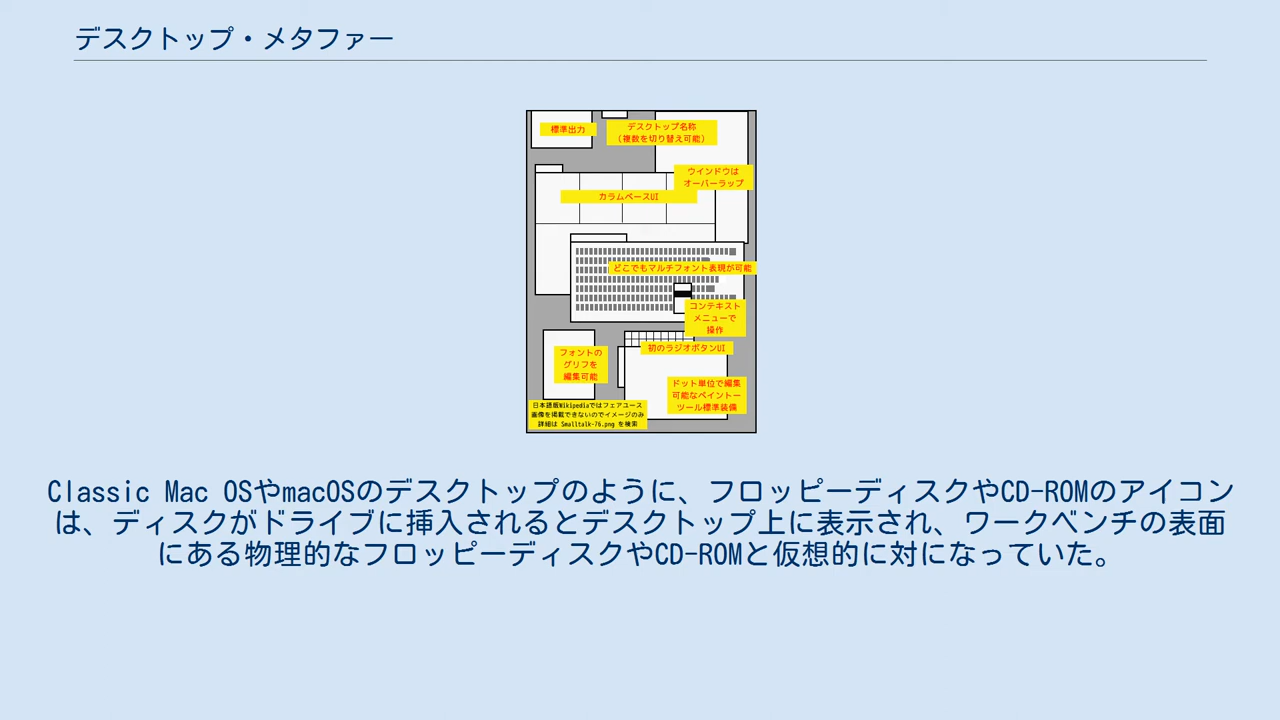 デスクトップ・メタファー
標準出力
デスクトップ名称
（複数を切り替え可能）
ウインドウは
オーバーラップ
カラムベースUI
どこでもマルチフォント表現が可能
コンテキスト
メニューで
操作
初のラジオボタンUI
フォントの
グリフを
編集可能
ドット単位で編集
可能なペイントー
ツール標準装備
日本語版Wikipediaではフェアユース
画像を掲載できないのでイメージのみ
詳細は Smalltalk-76.png を検索
Classic Mac OSやmacOSのデスクトップのように、フロッピーディスクやCD-ROMのアイコン
は、ディスクがドライブに挿入されるとデスクトップ上に表示され、ワークベンチの表面
にある物理的なフロッピーディスクやCD-ROMと仮想的に対になっていた。